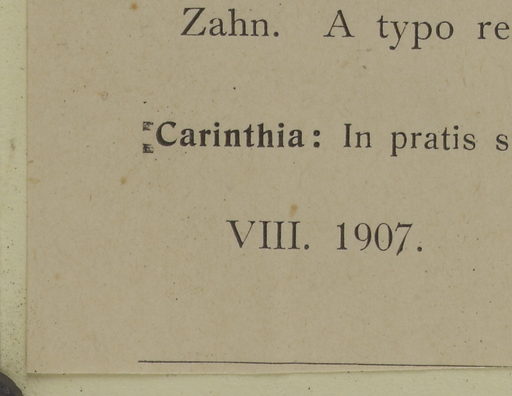 Zahn. A typo re
Carinthia: In pratis s
VIII. 1907.